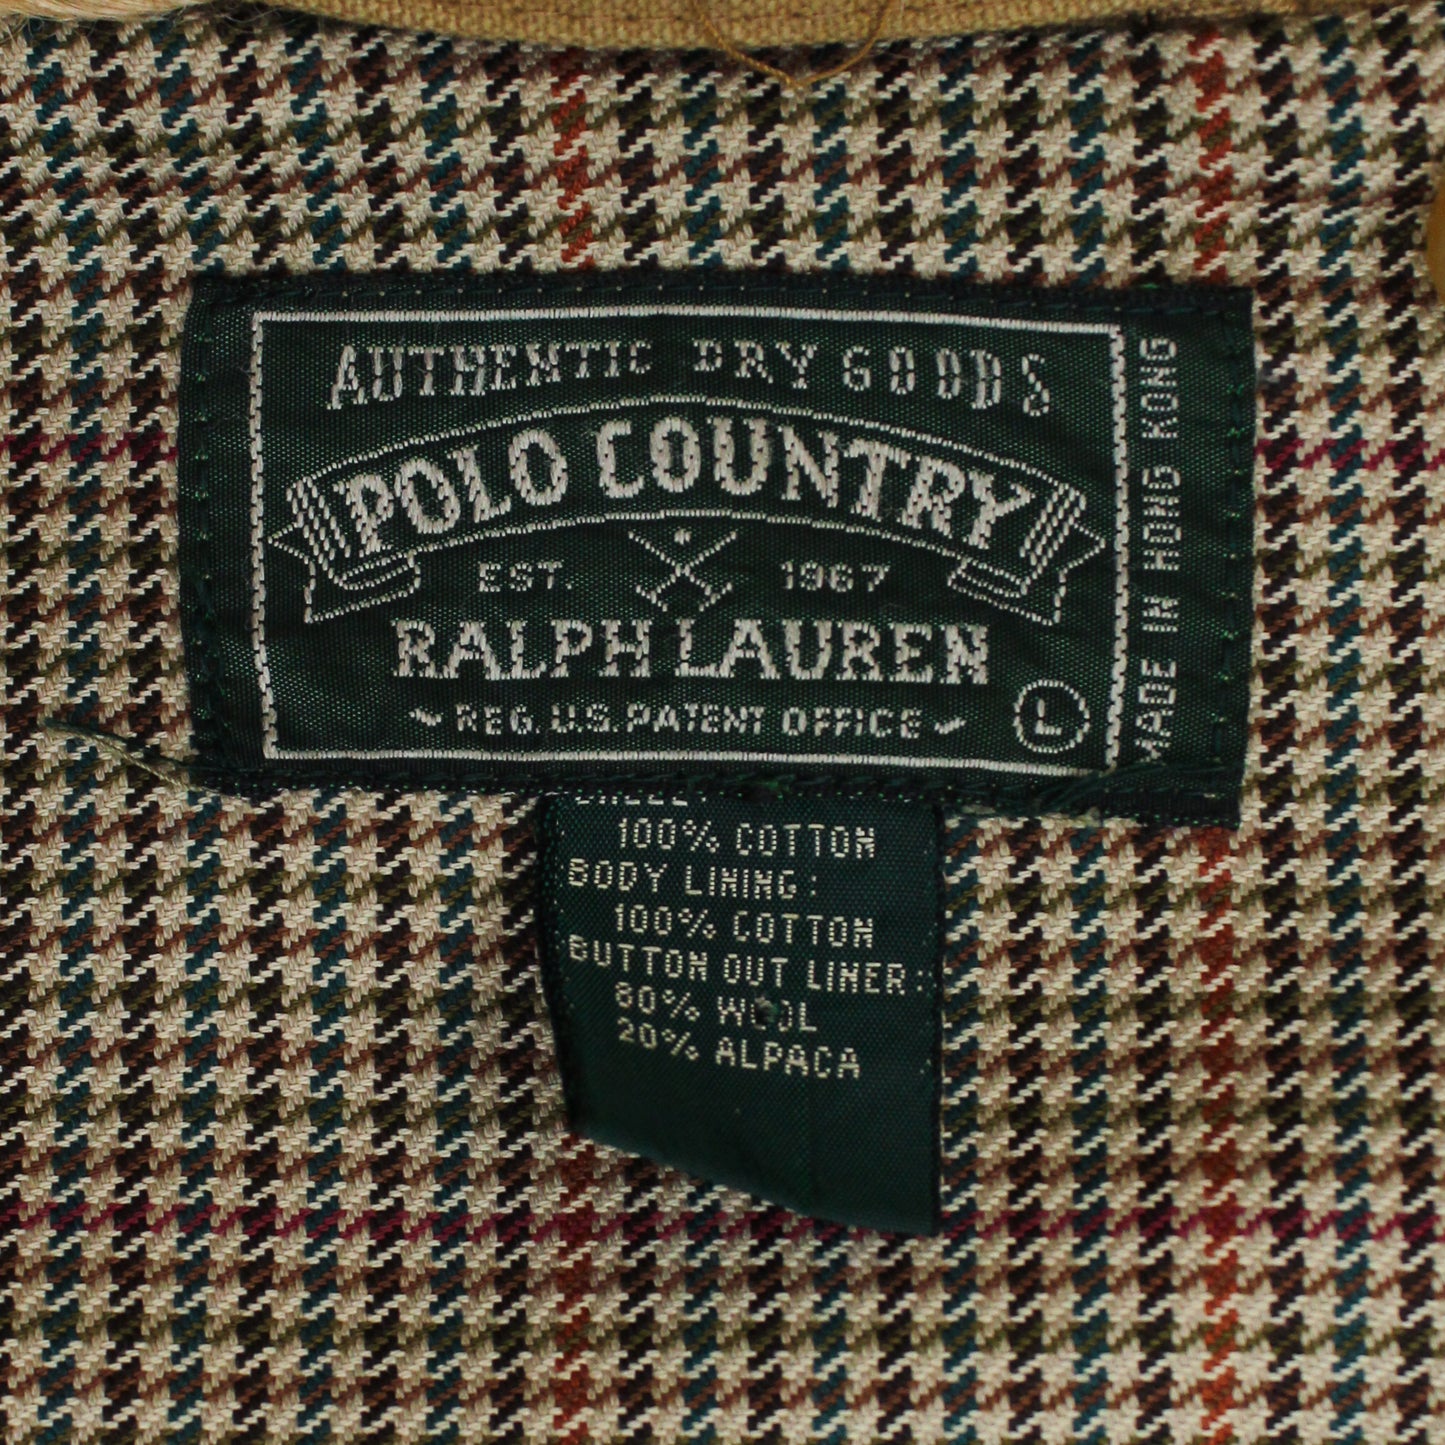 AUTHENTIC DRY GOODS
POLO COUNTRY
EST. 1967
RALPH LAUREN
REG. U.S. PATENT OFFICE
L
MADE IN HONG KONG
SHELL:
100% COTTON
BODY LINING:
100% COTTON
BUTTON OUT LINER:
80% WOOL
20% ALPACA